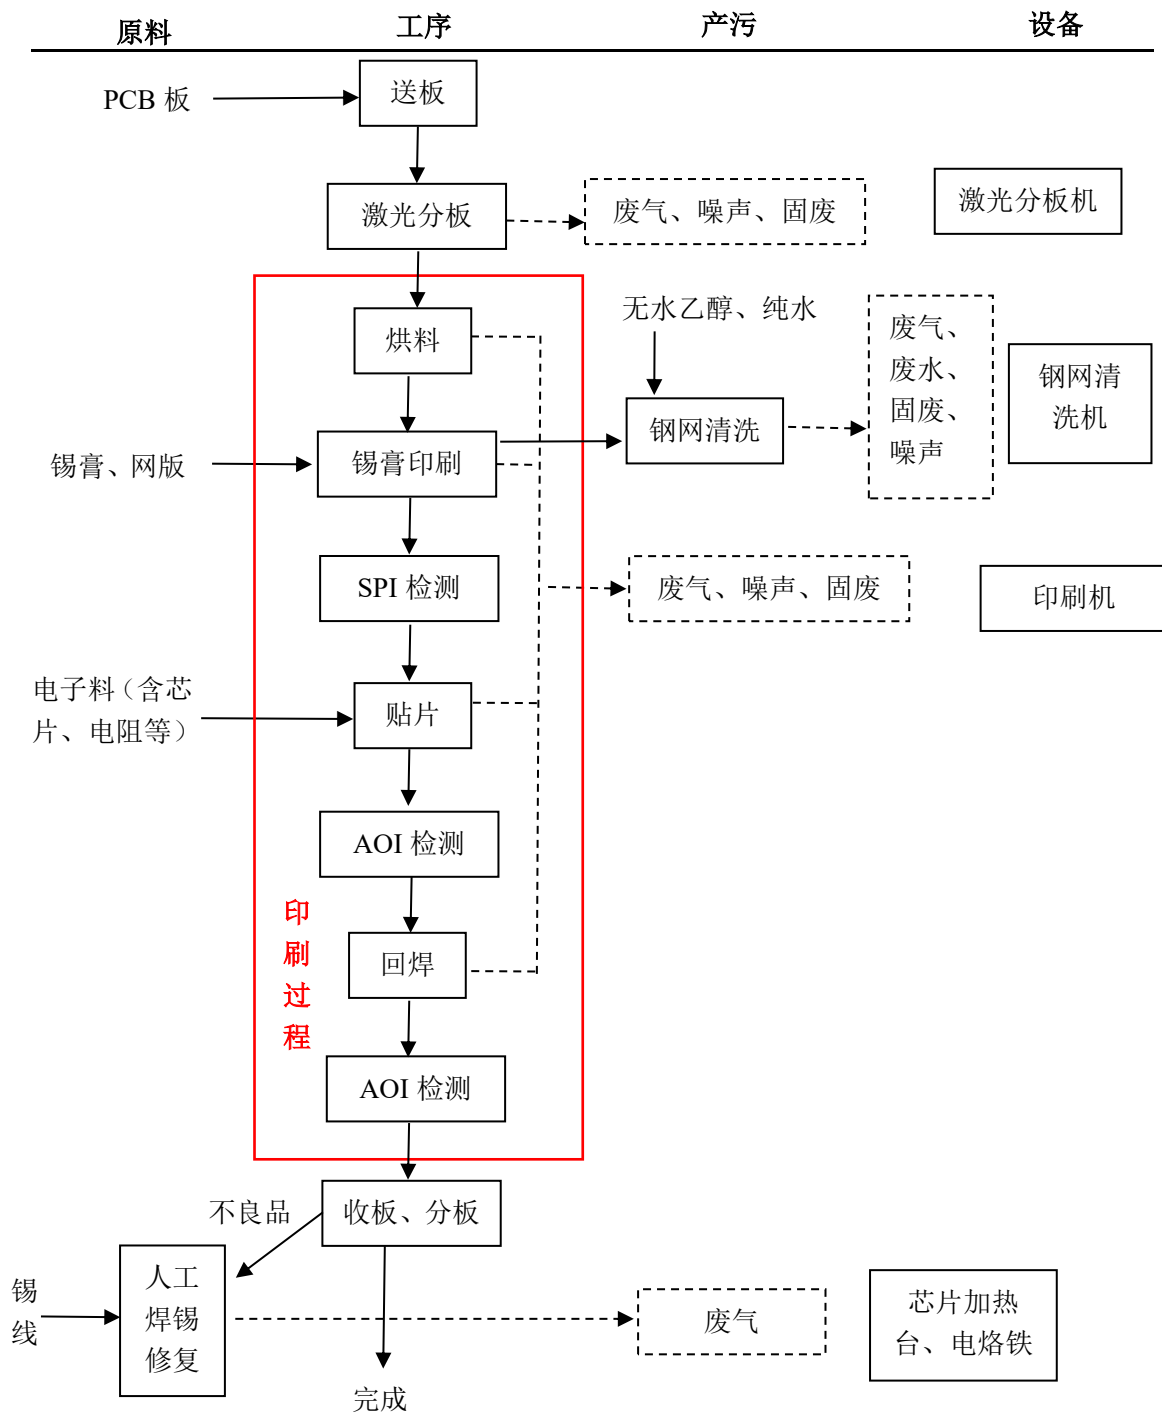 原料 工序 产污 设备
PCB 板
送板
激光分板
废气、噪声、固废
激光分板机
无水乙醇、纯水
烘料
废气、
废水、
固废、
噪声
钢网清
洗机
钢网清洗
锡膏、网版
锡膏印刷
SPI 检测
废气、噪声、固废
印刷机
电子料（含芯
片、电阻等）
贴片
AOI 检测
印
刷
过
程
回焊
AOI 检测
不良品
收板、分板
锡
线
人工
焊锡
修复
废气
芯片加热
台、电烙铁
完成